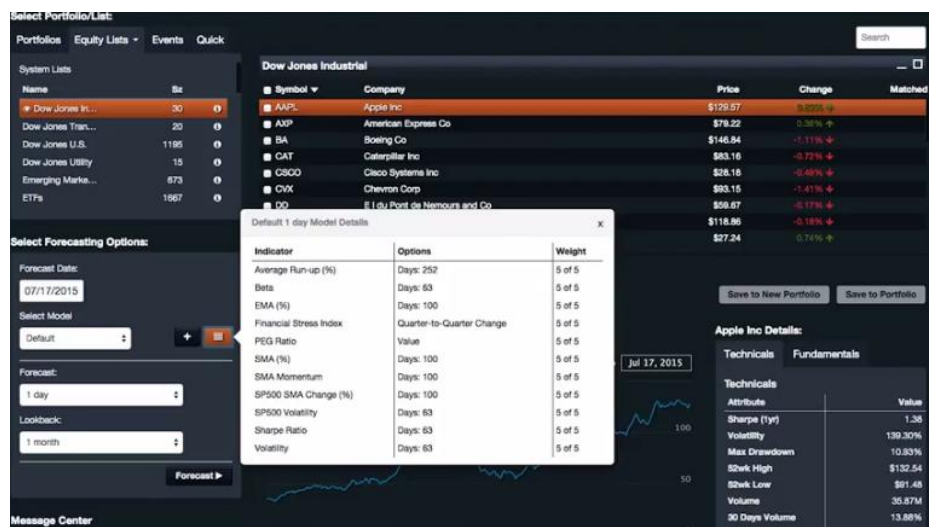 Select Portfolio/List:
Portfolios Equity Lists Events Quick
Search
System Lists
Name Sz
Dow Jones In... 30
Dow Jones Tran... 20
Dow Jones U.S. 1195
Dow Jones Utility 15
Emerging Marke... 673
ETFs 1667
Dow Jones Industrial
Symbol Company Price Change Matched
AAPL Apple Inc $129.57
AXP American Express Co $79.22 0.38%
BA Boeing Co $146.84 -1.11%
CAT Caterpillar Inc $83.16 -0.72%
CSCO Cisco Systems Inc $28.16 -0.49%
CVX Chevron Corp $93.15 -1.41%
DD E I du Pont de Nemours and Co $59.67 -0.17%
$118.86 -0.18%
$27.24 0.74%
Select Forecasting Options:
Forecast Date:
07/17/2015
Select Model
Default
Forecast:
1 day
Lookback:
1 month
Forecast
Message Center
Default 1 day Model Details x
Indicator Options Weight
Average Run-up (%) Days: 252 5 of 5
Beta Days: 63 5 of 5
EMA (%) Days: 100 5 of 5
Financial Stress Index Quarter-to-Quarter Change 5 of 5
PEG Ratio Value 5 of 5
SMA (%) Days: 100 5 of 5
SMA Momentum Days: 100 5 of 5
SP500 SMA Change (%) Days: 100 5 of 5
SP500 Volatility Days: 63 5 of 5
Sharpe Ratio Days: 63 5 of 5
Volatility Days: 63 5 of 5
Jul 17, 2015
100
50
Save to New Portfolio Save to Portfolio
Apple Inc Details:
Technicals Fundamentals
Technicals
Attribute Value
Sharpe (1yr) 1.38
Volatility 139.30%
Max Drawdown 10.93%
52wk High $132.54
52wk Low $91.48
Volume 35.87M
30 Days Volume 13.88%